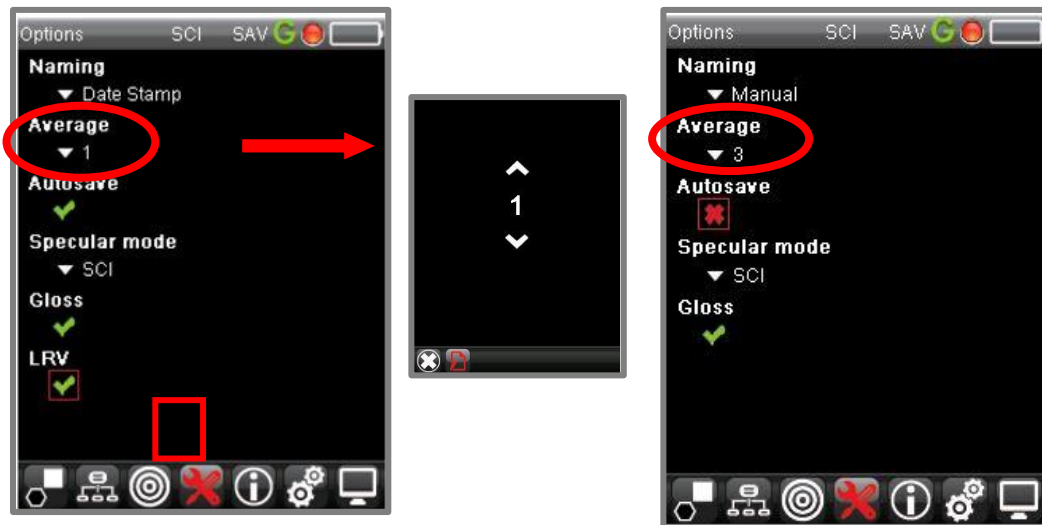 Options SCI SAV G
Naming
Date Stamp
Average
1
Autosave
Specular mode
SCI
Gloss
LRV
1
Options SCI SAV G
Naming
Manual
Average
3
Autosave
Specular mode
SCI
Gloss